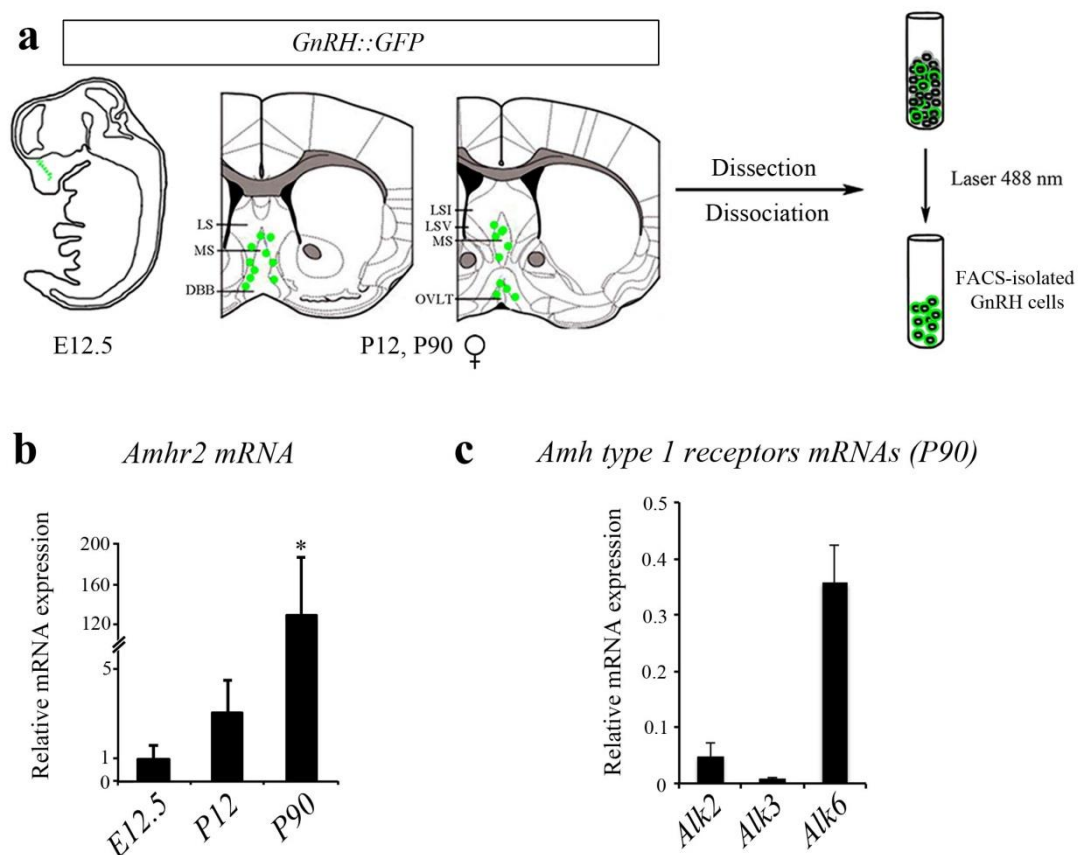 a
GnRH::GFP
LS
MS
DBB
LSI
LSV
MS
OVLT
E12.5
P12, P90 ♀
Dissection
Dissociation
Laser 488 nm
FACS-isolated
GnRH cells
b
Amhr2 mRNA
Relative mRNA expression
200
160
120
5
1
0
*
E12.5
P12
P90
c
Amh type 1 receptors mRNAs (P90)
Relative mRNA expression
0.5
0.4
0.3
0.2
0.1
0
Alk2
Alk3
Alk6